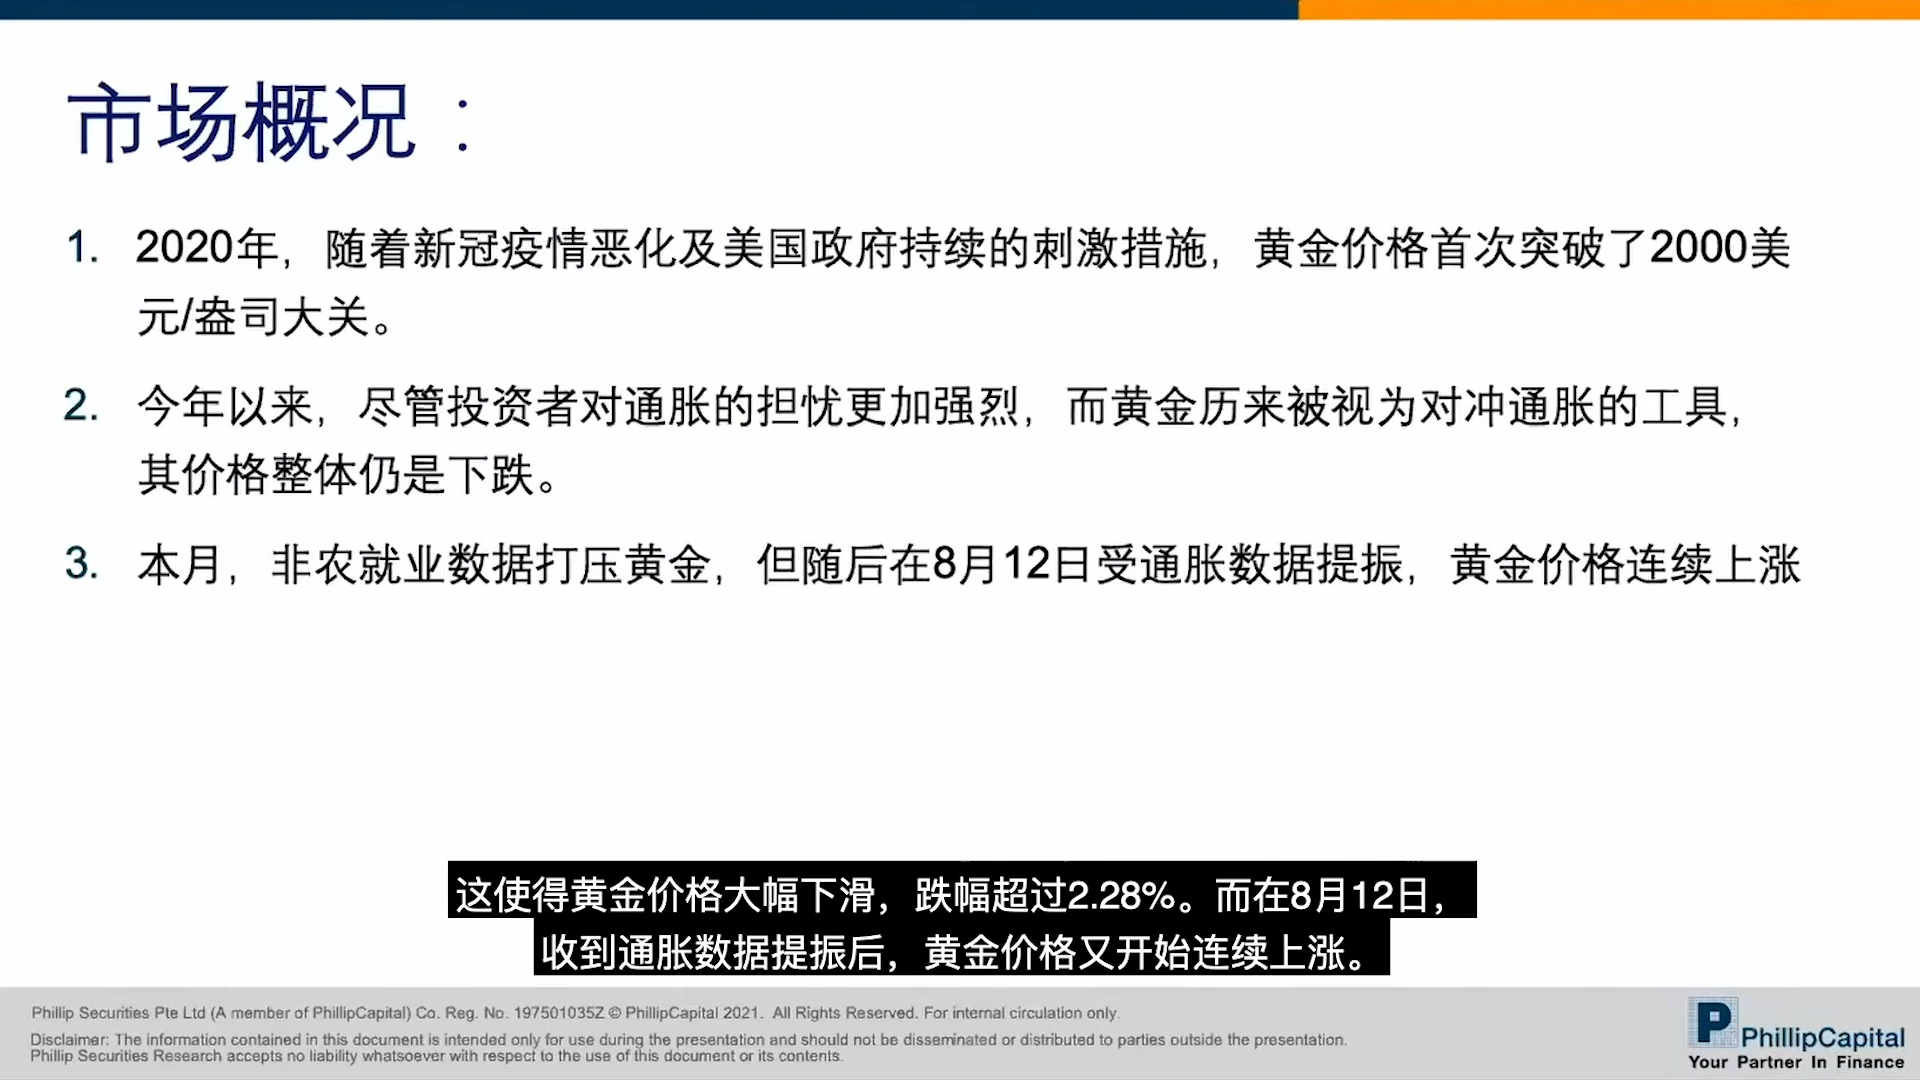 市场概况：
1. 2020年，随着新冠疫情恶化及美国政府持续的刺激措施，黄金价格首次突破了2000美
元/盎司大关。
2. 今年以来，尽管投资者对通胀的担忧更加强烈，而黄金历来被视为对冲通胀的工具，
其价格整体仍是下跌。
3. 本月，非农就业数据打压黄金，但随后在8月12日受通胀数据提振，黄金价格连续上涨
这使得黄金价格大幅下滑，跌幅超过2.28%。而在8月12日，
收到通胀数据提振后，黄金价格又开始连续上涨。
Phillip Securities Pte Ltd (A member of PhillipCapital) Co. Reg. No. 197501035Z © PhillipCapital 2021. All Rights Reserved. For internal circulation only.
Disclaimer: The information contained in this document is intended only for use during the presentation and should not be disseminated or distributed to parties outside the presentation.
Phillip Securities Research accepts no liability whatsoever with respect to the use of this document or its contents.
P PhillipCapital
Your Partner In Finance